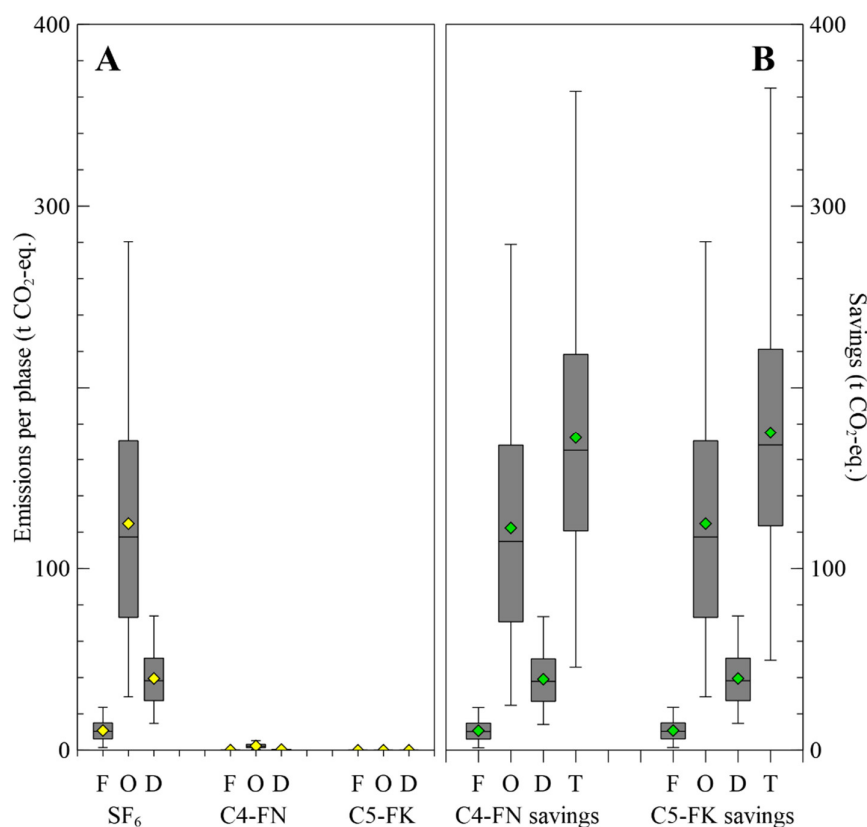 400
A
B
400
300
300
Emissions per phase (t CO₂-eq.)
Savings (t CO₂-eq.)
100
100
0
0
F O D F O D F O D F O D T F O D T
SF₆ C4-FN C5-FK C4-FN savings C5-FK savings